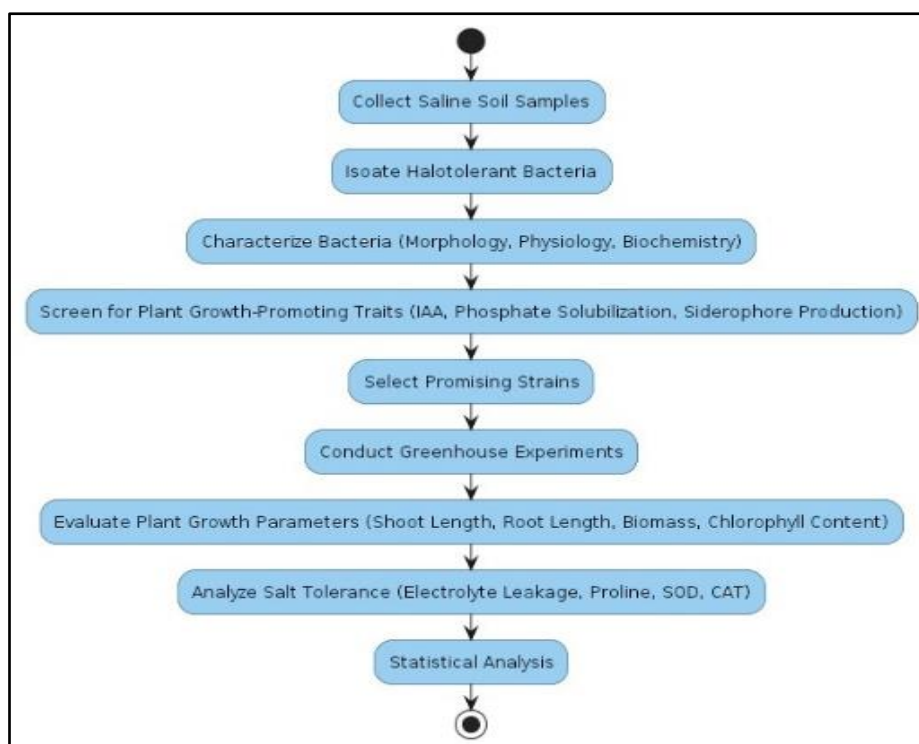 Collect Saline Soil Samples
Isoate Halotolerant Bacteria
Characterize Bacteria (Morphology, Physiology, Biochemistry)
Screen for Plant Growth-Promoting Traits (IAA, Phosphate Solubilization, Siderophore Production)
Select Promising Strains
Conduct Greenhouse Experiments
Evaluate Plant Growth Parameters (Shoot Length, Root Length, Biomass, Chlorophyll Content)
Analyze Salt Tolerance (Electrolyte Leakage, Proline, SOD, CAT)
Statistical Analysis